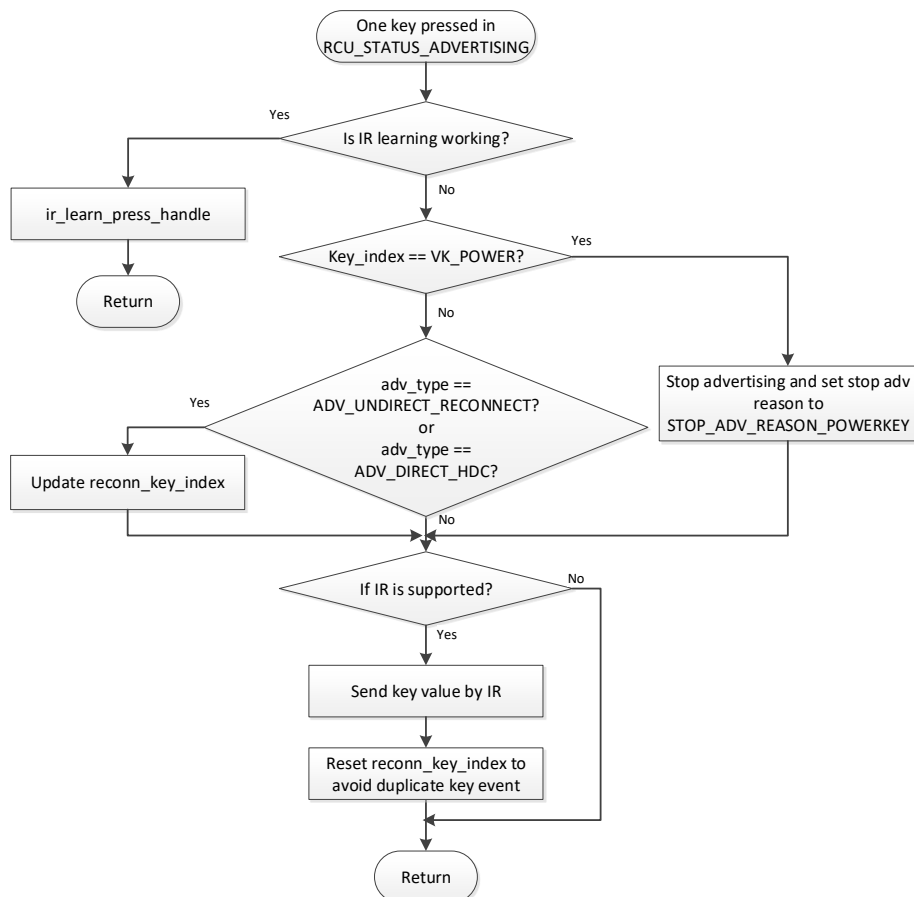 One key pressed in
RCU_STATUS_ADVERTISING
Yes
Is IR learning working?
No
ir_learn_press_handle
Return
Key_index == VK_POWER?
Yes
No
adv_type ==
ADV_UNDIRECT_RECONNECT?
or
adv_type ==
ADV_DIRECT_HDC?
Yes
No
Stop advertising and set stop adv
reason to
STOP_ADV_REASON_POWERKEY
Update reconn_key_index
If IR is supported?
No
Yes
Send key value by IR
Reset reconn_key_index to
avoid duplicate key event
Return